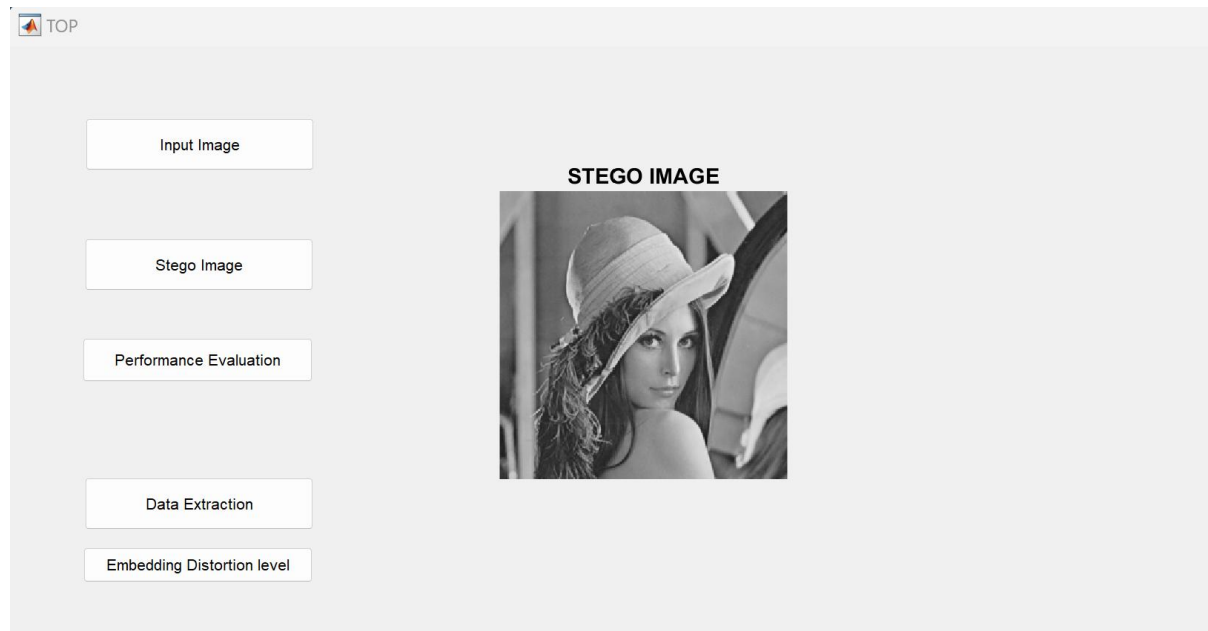 TOP
Input Image
STEGO IMAGE
Stego Image
Performance Evaluation
Data Extraction
Embedding Distortion level